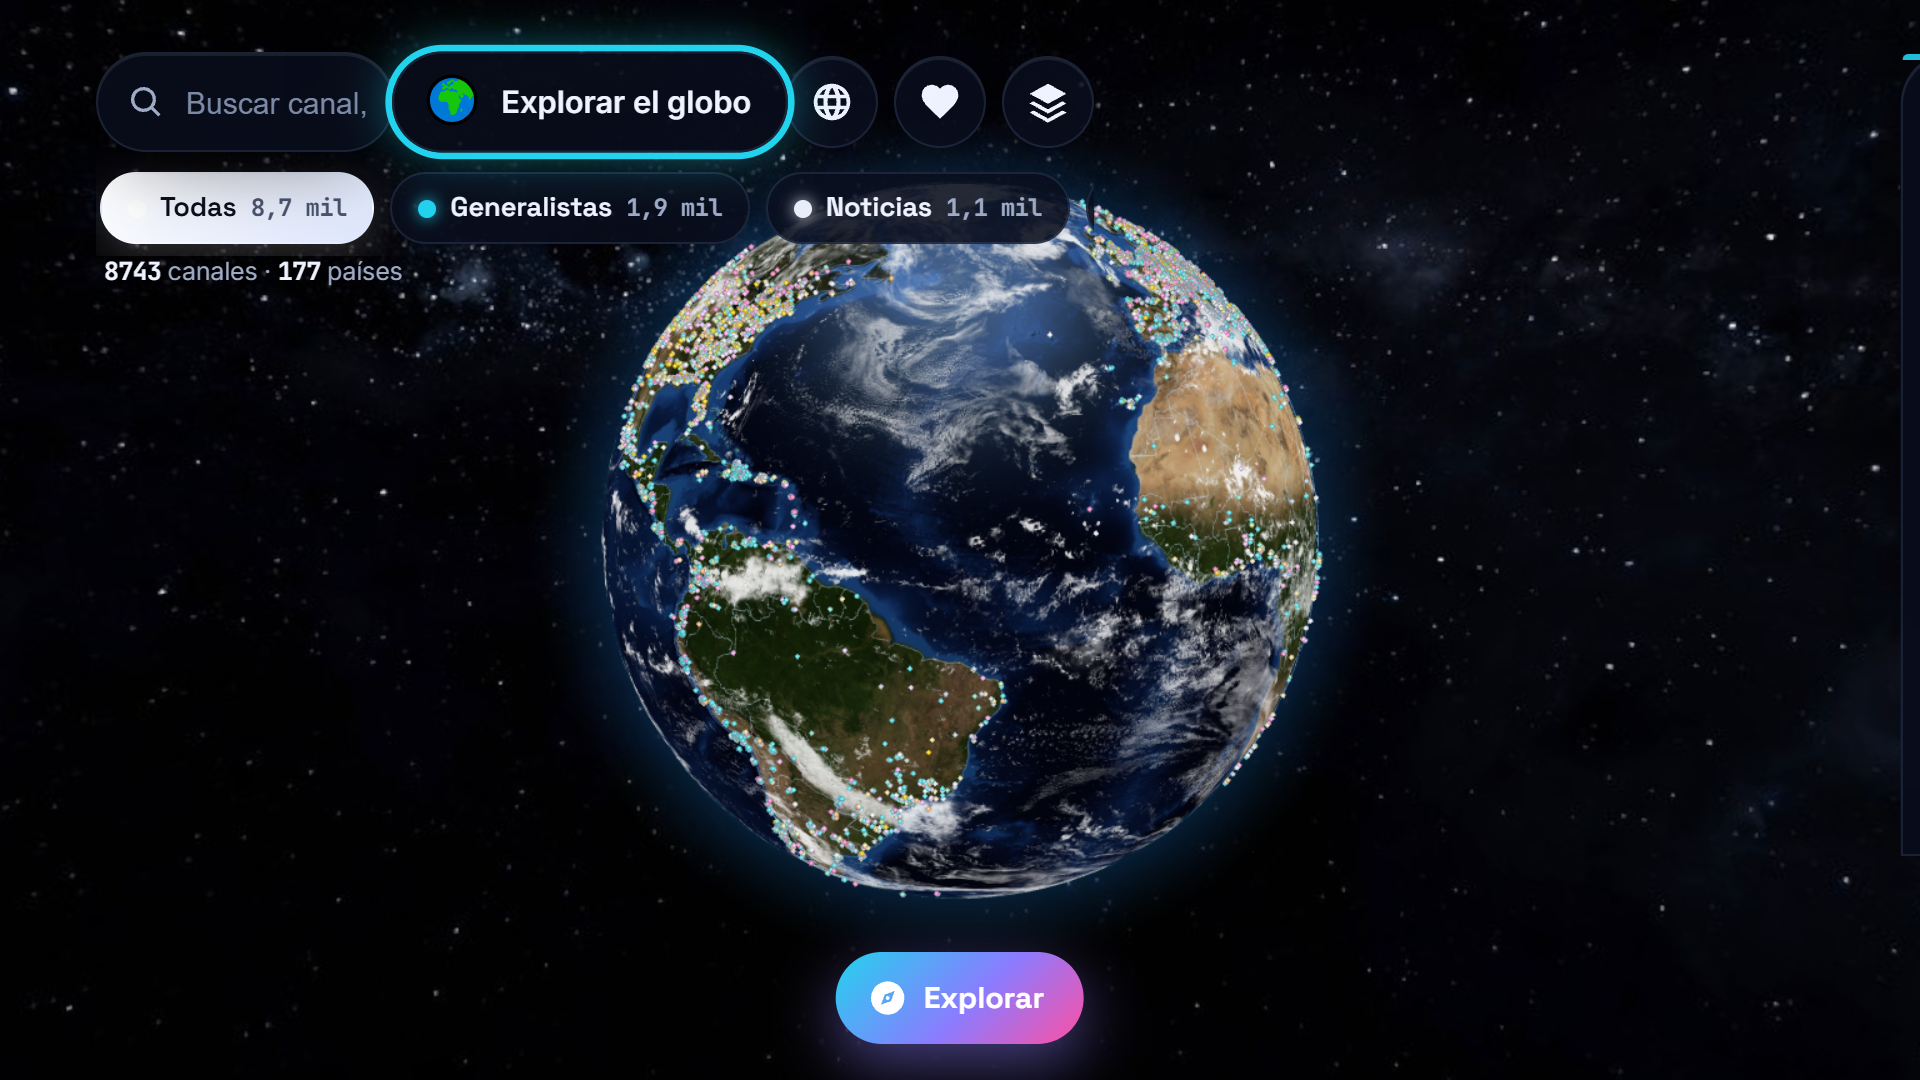 Buscar canal,
Explorar el globo
Todas 8,7 mil
Generalistas 1,9 mil
Noticias 1,1 mil
8743 canales · 177 países
Explorar